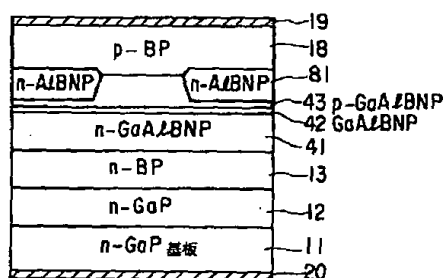 19
p-BP 18
n-AlBNP n-AlBNP 81
43 p-GaAlBNP
42 GaAlBNP
n-GaAlBNP 41
n-BP 13
n-GaP 12
n-GaP 基板 11
20